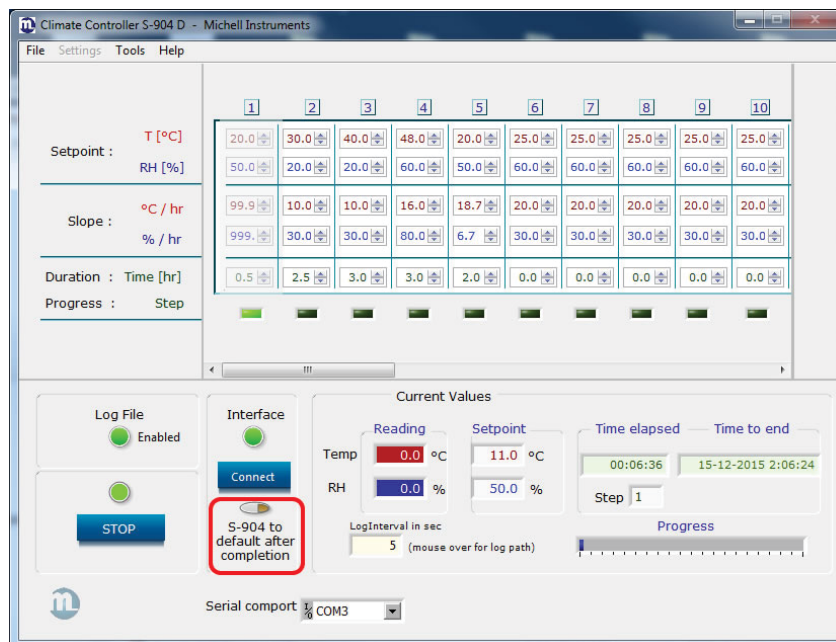 Climate Controller S-904 D - Michell Instruments
File Settings Tools Help
1 2 3 4 5 6 7 8 9 10
Setpoint :
T [°C] 20.0 30.0 40.0 48.0 20.0 25.0 25.0 25.0 25.0 25.0
RH [%] 50.0 20.0 20.0 60.0 50.0 60.0 60.0 60.0 60.0 60.0
Slope :
°C / hr 99.9 10.0 10.0 16.0 18.7 20.0 20.0 20.0 20.0 20.0
% / hr 999. 30.0 30.0 80.0 6.7 30.0 30.0 30.0 30.0 30.0
Duration : Time [hr] 0.5 2.5 3.0 3.0 2.0 0.0 0.0 0.0 0.0 0.0
Progress : Step
Log File
Enabled
STOP
Interface
Connect
S-904 to
default after
completion
Current Values
Reading Setpoint
Temp 0.0 °C 11.0 °C
RH 0.0 % 50.0 %
LogInterval in sec
5 (mouse over for log path)
Time elapsed Time to end
00:06:36 15-12-2015 2:06:24
Step 1
Progress
m
Serial comport I/O COM3